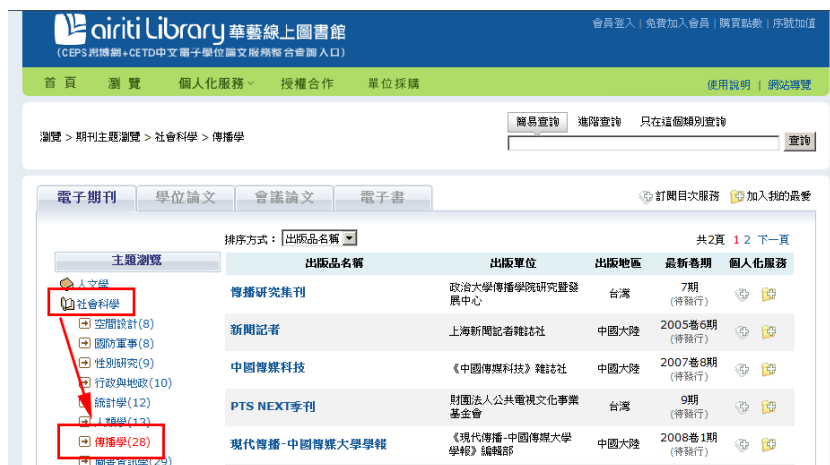 airiti Library 華藝線上圖書館
(CEPS思博網+CETD中文電子學位論文服務整合查詢入口)
會員登入 | 免費加入會員 | 購買點數 | 序號加值
首 頁 瀏 覽 個人化服務 授權合作 單位採購
使用說明 | 網站導覽
簡易查詢 進階查詢 只在這個類別查詢
瀏覽 > 期刊主題瀏覽 > 社會科學 > 傳播學
查詢
電子期刊 學位論文 會議論文 電子書
訂閱目次服務 加入我的最愛
排序方式： 出版品名稱
共2頁 1 2 下一頁
主題瀏覽
人文學
社會科學
空間設計(8)
國防軍事(8)
性別研究(9)
行政與地政(10)
統計學(12)
人類學(13)
傳播學(28)
圖書資訊學(29)
出版品名稱 出版單位 出版地區 最新卷期 個人化服務
傳播研究集刊 政治大學傳播學院研究暨發展中心 台灣 7期 (待發行)
新聞記者 上海新聞記者雜誌社 中國大陸 2005卷6期 (待發行)
中國傳媒科技 《中國傳媒科技》雜誌社 中國大陸 2007卷8期 (待發行)
PTS NEXT季刊 財團法人公共電視文化事業基金會 台灣 9期 (待發行)
現代傳播-中國傳媒大學學報 《現代傳播-中國傳媒大學學報》編輯部 中國大陸 2008卷1期 (待發行)